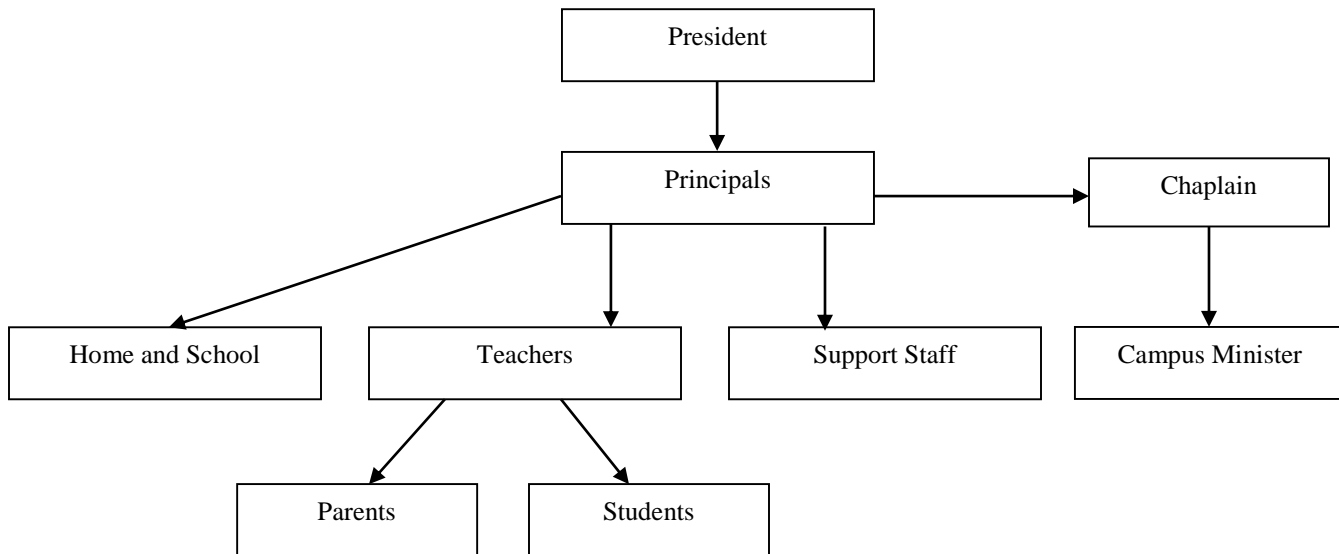 President
Principals
Chaplain
Home and School
Teachers
Support Staff
Campus Minister
Parents
Students